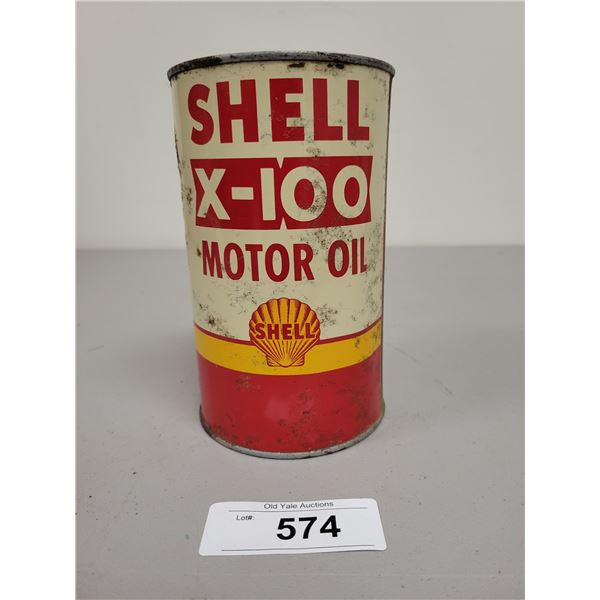 SHELL
X-100
MOTOR OIL
SHELL
Old Yale Auctions
Lot#:
574